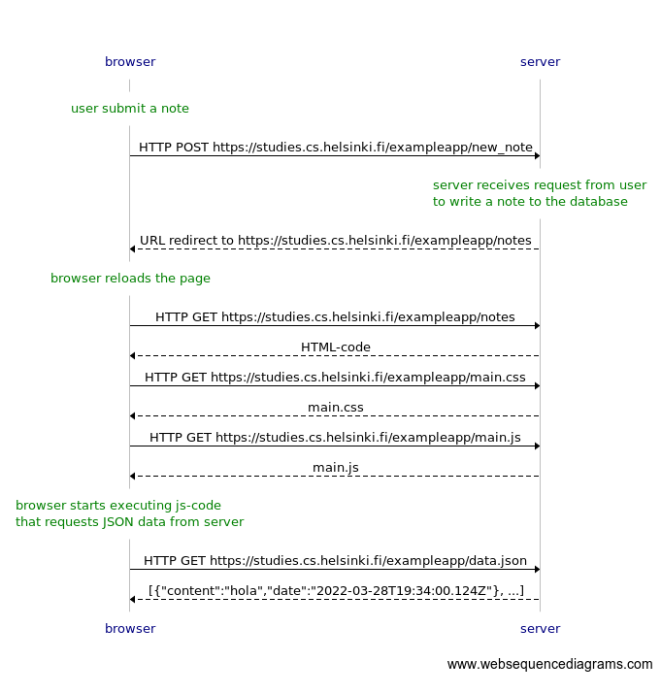 browser server
user submit a note
HTTP POST https://studies.cs.helsinki.fi/exampleapp/new_note
server receives request from user
to write a note to the database
URL redirect to https://studies.cs.helsinki.fi/exampleapp/notes
browser reloads the page
HTTP GET https://studies.cs.helsinki.fi/exampleapp/notes
HTML-code
HTTP GET https://studies.cs.helsinki.fi/exampleapp/main.css
main.css
HTTP GET https://studies.cs.helsinki.fi/exampleapp/main.js
main.js
browser starts executing js-code
that requests JSON data from server
HTTP GET https://studies.cs.helsinki.fi/exampleapp/data.json
[{"content":"hola","date":"2022-03-28T19:34:00.124Z"}, ...]
browser server
www.websequencediagrams.com